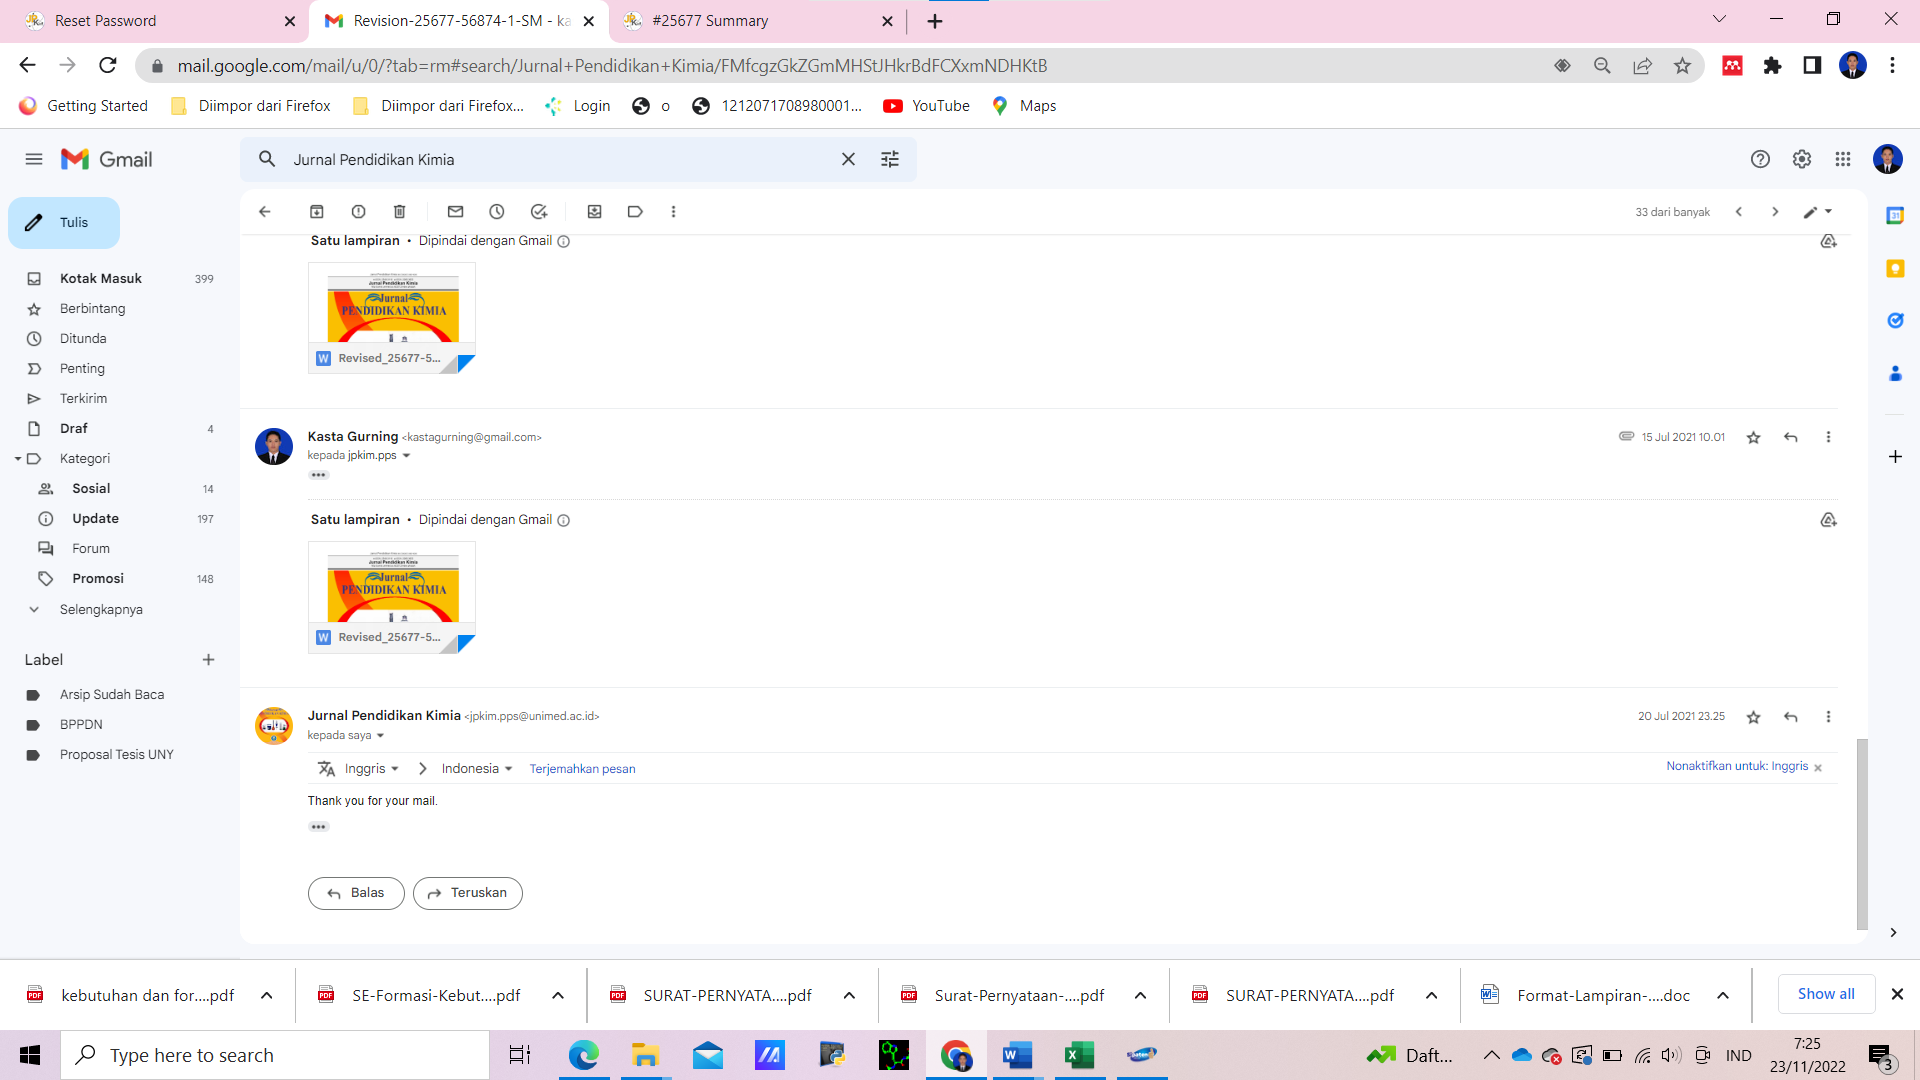 Reset Password
Revision-25677-56874-1-SM - ka
#25677 Summary
mail.google.com/mail/u/0/?tab=rm#search/Jurnal+Pendidikan+Kimia/FMfcgzGkZGmMHStJHkrBdFCXxmNDHKtB
Getting Started
Diimpor dari Firefox
Diimpor dari Firefox...
Login
o
1212071708980001...
YouTube
Maps
Gmail
Jurnal Pendidikan Kimia
Tulis
33 dari banyak
Kotak Masuk 399
Berbintang
Ditunda
Penting
Terkirim
Draf 4
Kategori
Sosial 14
Update 197
Forum
Promosi 148
Selengkapnya
Label
Arsip Sudah Baca
BPPDN
Proposal Tesis UNY
Satu lampiran • Dipindai dengan Gmail
Jurnal Pendidikan Kimia
Jurnal
PENDIDIKAN KIMIA
W Revised_25677-5...
Kasta Gurning <kastagurning@gmail.com>
15 Jul 2021 10.01
kepada jpkim.pps
Satu lampiran • Dipindai dengan Gmail
Jurnal Pendidikan Kimia
Jurnal
PENDIDIKAN KIMIA
W Revised_25677-5...
Jurnal Pendidikan Kimia <jpkim.pps@unimed.ac.id>
20 Jul 2021 23.25
kepada saya
Inggris
Indonesia
Terjemahkan pesan
Nonaktifkan untuk: Inggris
Thank you for your mail.
Balas
Teruskan
31
kebutuhan dan for....pdf
SE-Formasi-Kebut....pdf
SURAT-PERNYATA....pdf
Surat-Pernyataan-....pdf
SURAT-PERNYATA....pdf
Format-Lampiran-....doc
Show all
Type here to search
Daft...
IND
7:25
23/11/2022
3